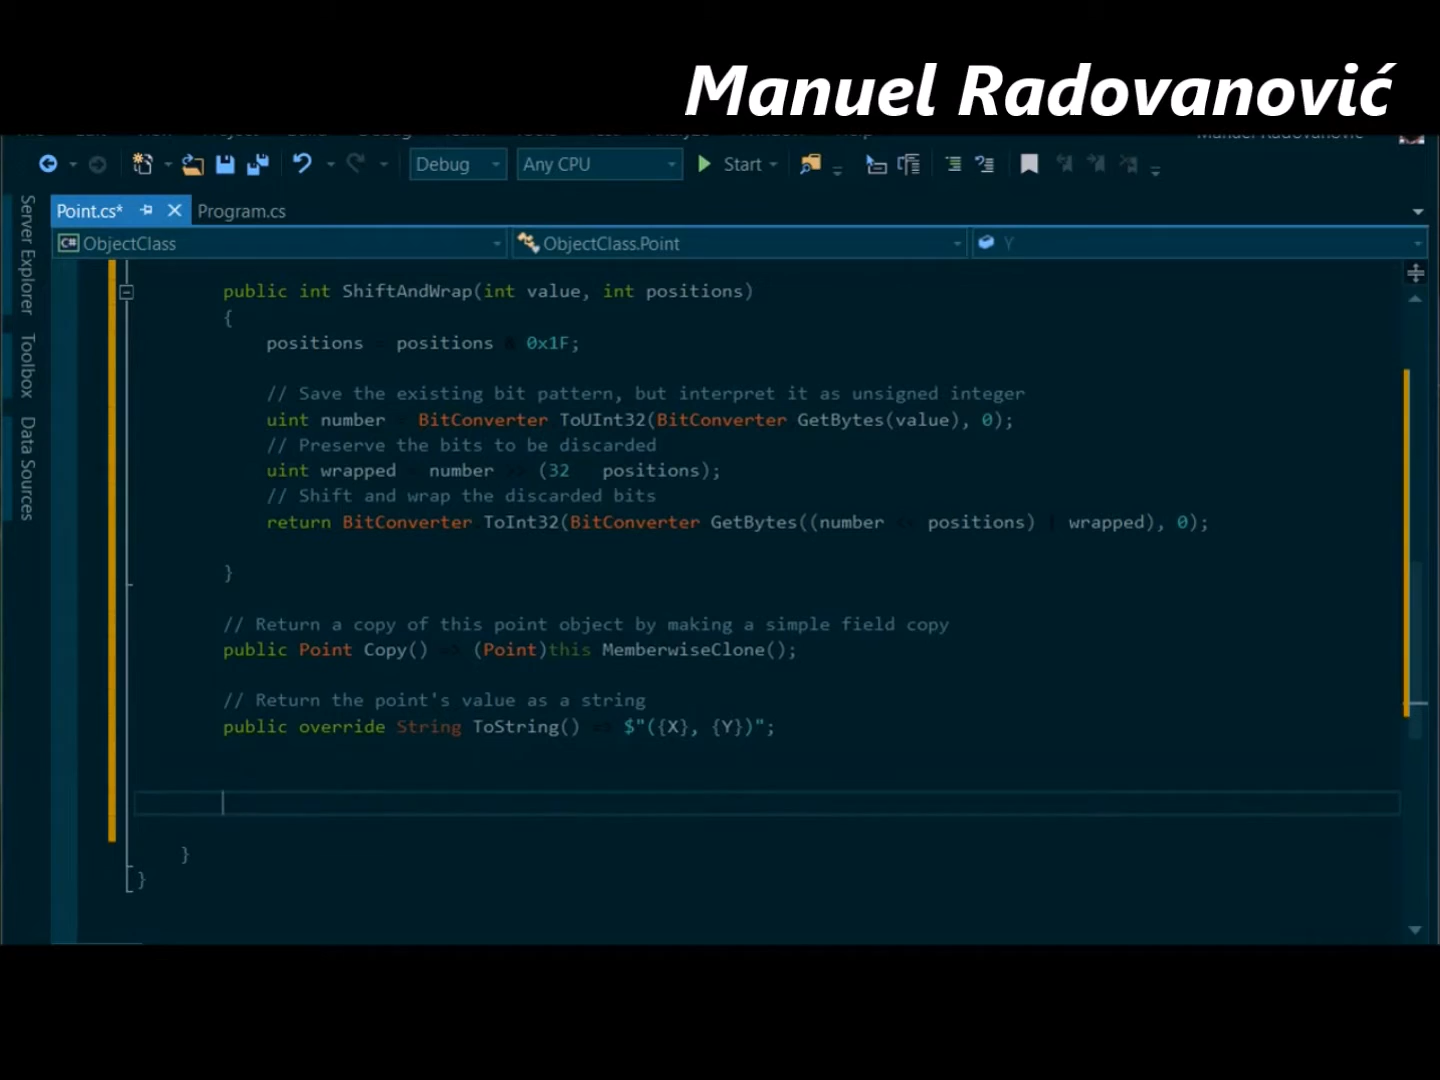 Manuel Radovanović
Debug
Any CPU
Start
Server Explorer
Toolbox
Data Sources
Point.cs*
Program.cs
C# ObjectClass
ObjectClass.Point
Y
public int ShiftAndWrap(int value, int positions)
{
positions = positions & 0x1F;
// Save the existing bit pattern, but interpret it as unsigned integer
uint number = BitConverter ToUInt32(BitConverter GetBytes(value), 0);
// Preserve the bits to be discarded
uint wrapped number >> (32 positions);
// Shift and wrap the discarded bits
return BitConverter ToInt32(BitConverter GetBytes((number << positions) | wrapped), 0);
}
// Return a copy of this point object by making a simple field copy
public Point Copy() => (Point)this MemberwiseClone();
// Return the point's value as a string
public override String ToString() => $"({X}, {Y})";
}
}